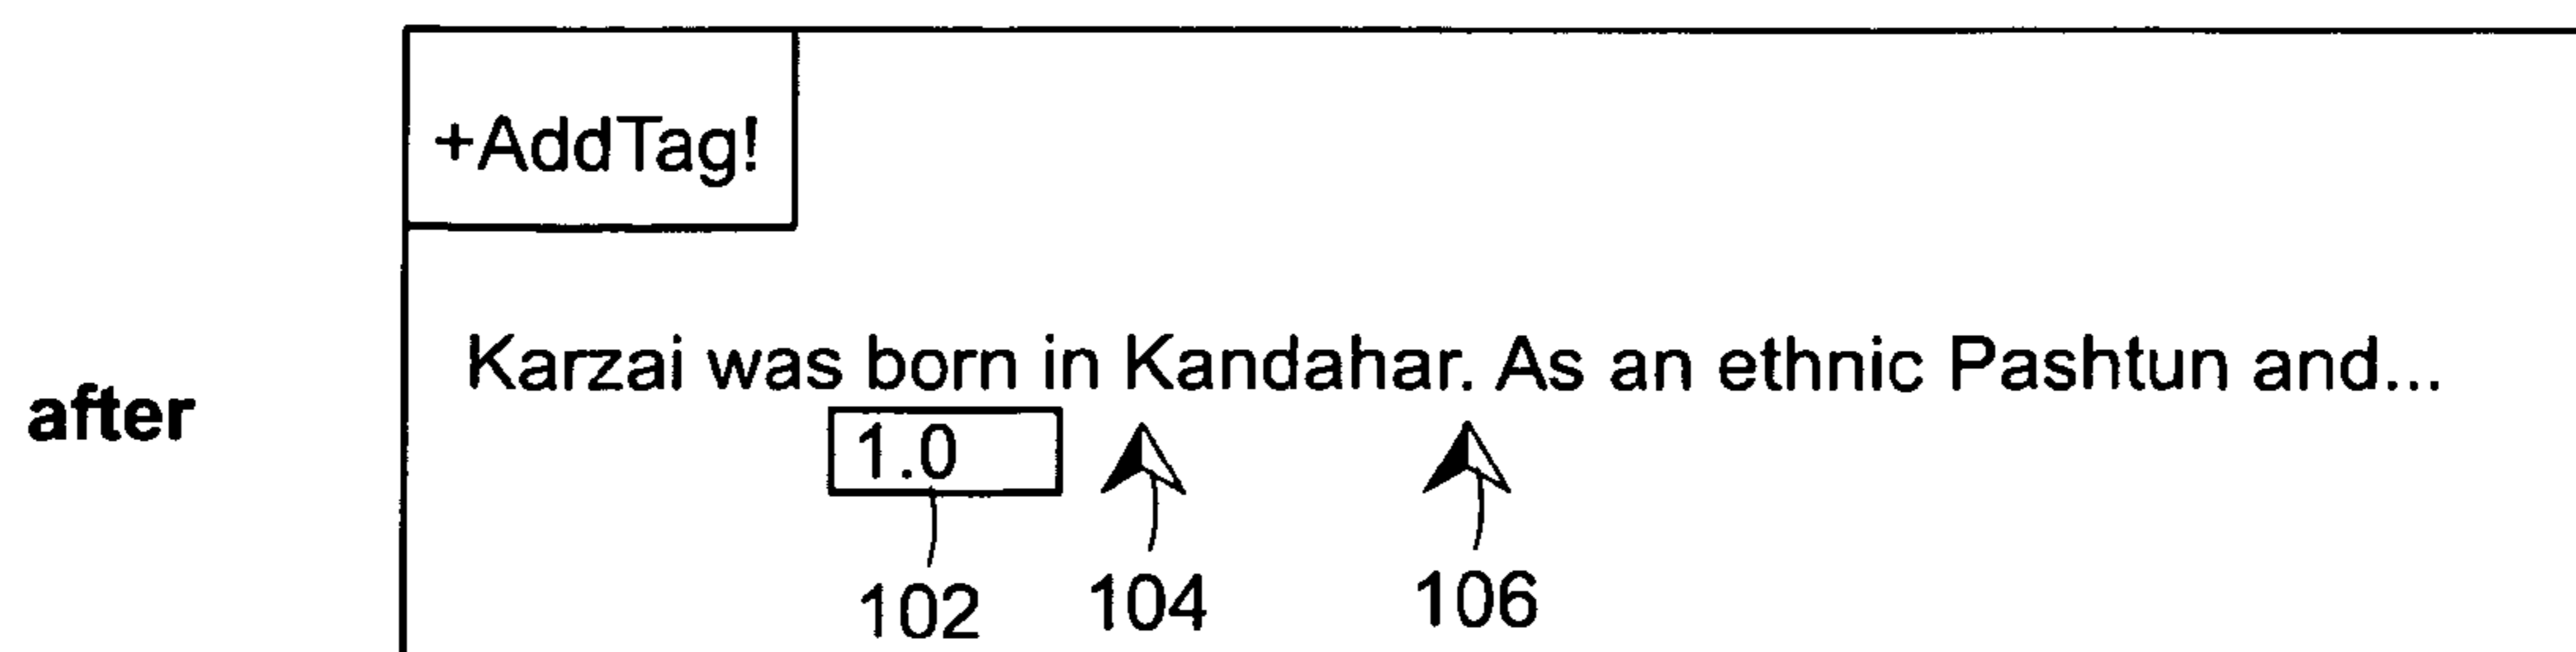 +AddTag!
Karzai was born in Kandahar. As an ethnic Pashtun and...
after
1.0
102 104 106